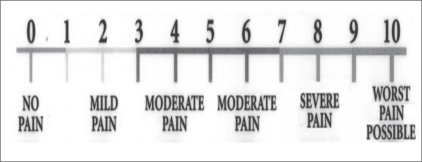 0 1 2 3 4 5 6 7 8 9 10
NO MILD MODERATE MODERATE SEVERE WORST
PAIN PAIN PAIN PAIN PAIN PAIN
POSSIBLE